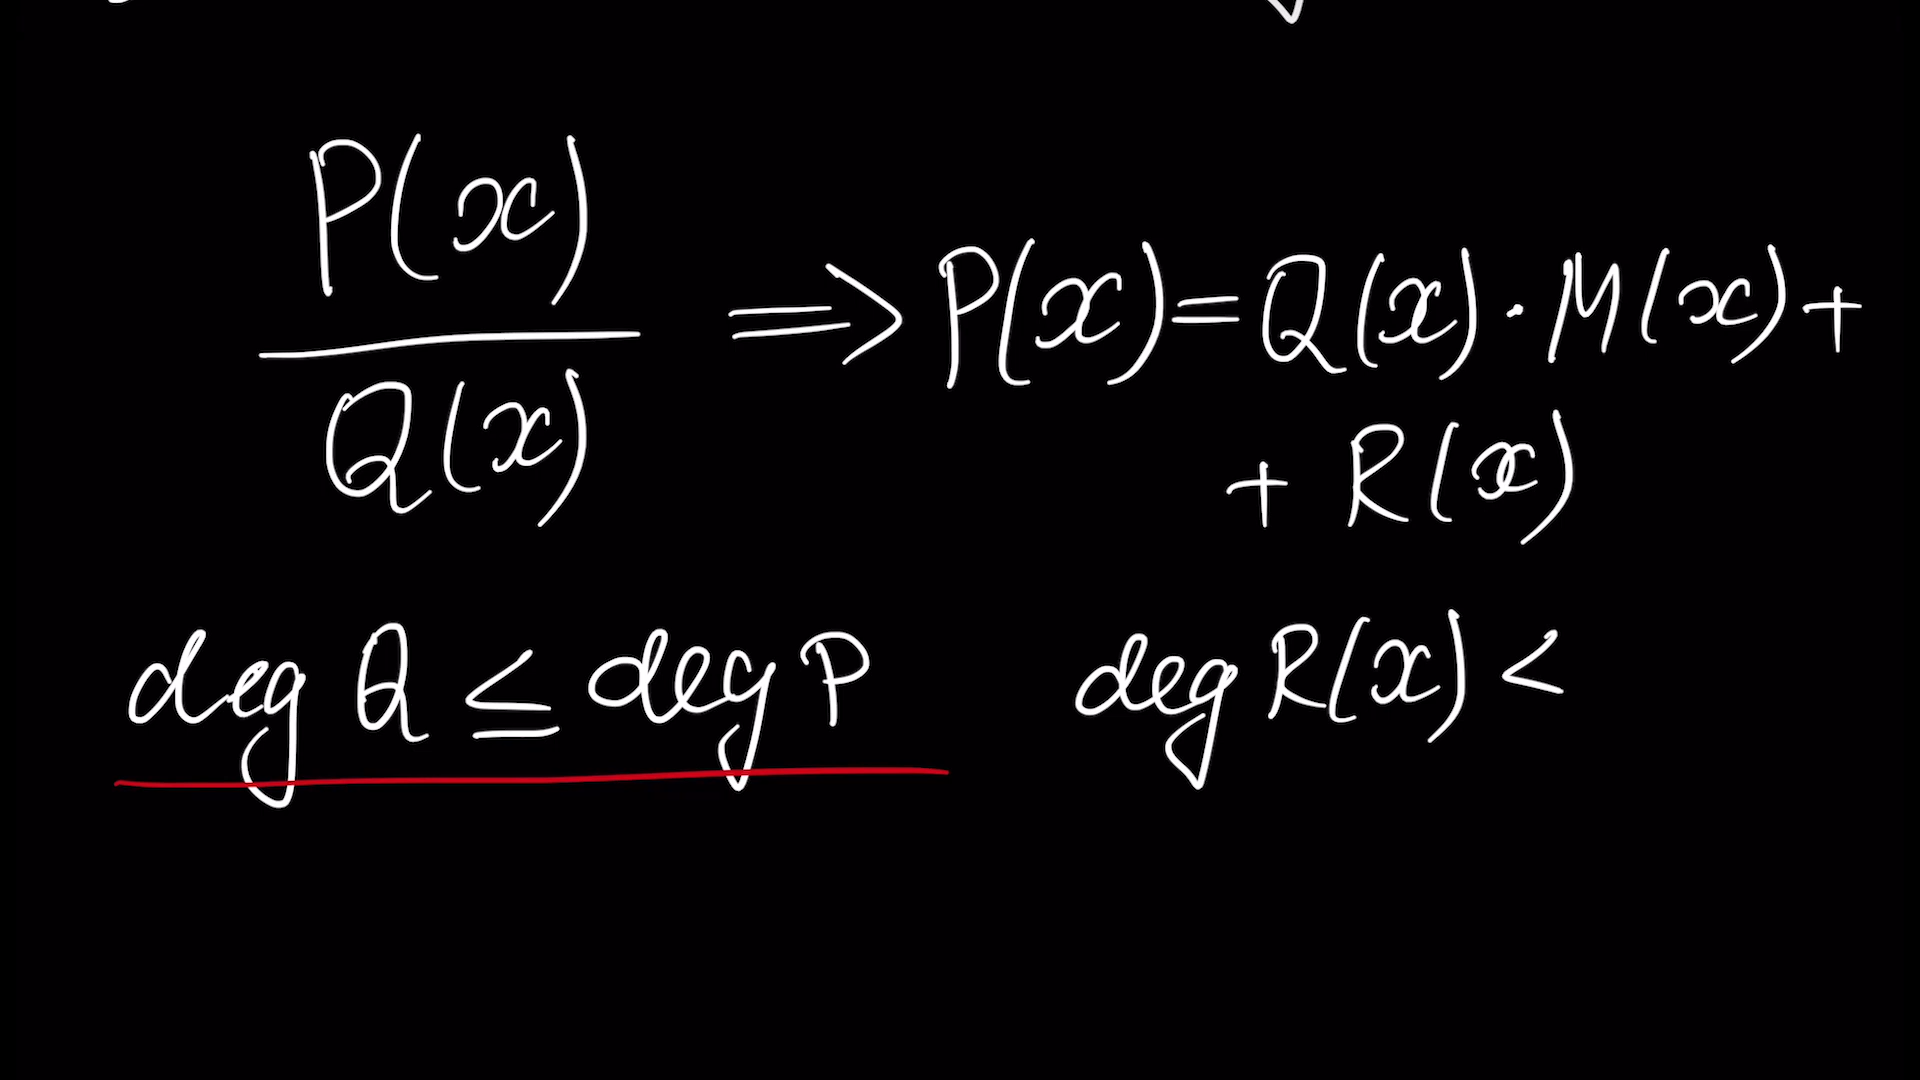 P(x)
Q(x)
=> P(x) = Q(x) · M(x) +
+ R(x)
deg Q ≤ deg P
deg R(x) <